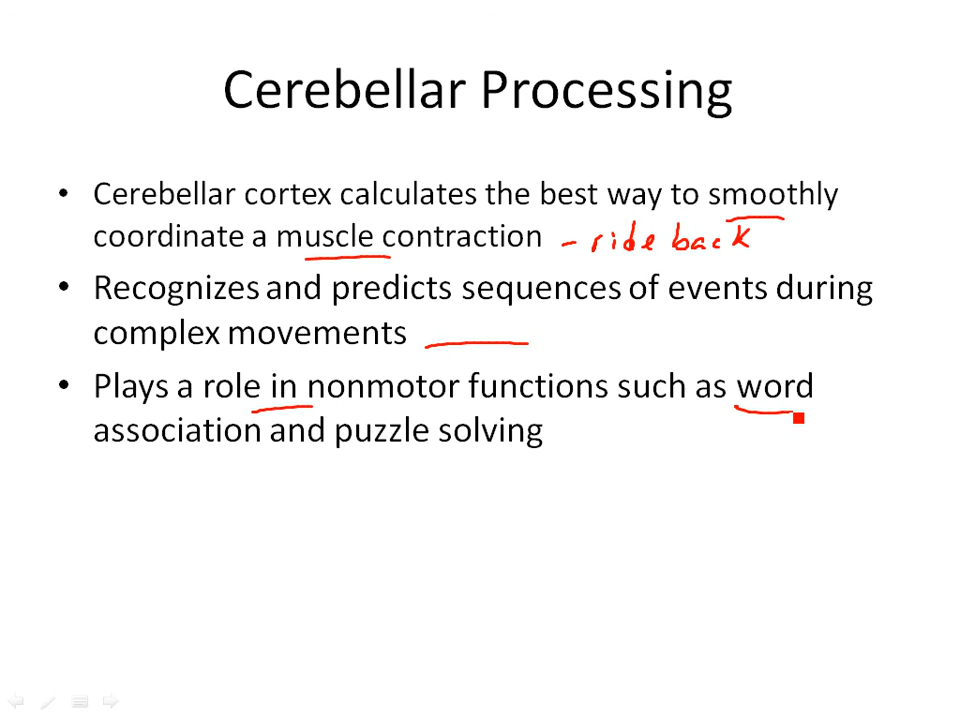 Cerebellar Processing
• Cerebellar cortex calculates the best way to smoothly
coordinate a muscle contraction - ride back
• Recognizes and predicts sequences of events during
complex movements
• Plays a role in nonmotor functions such as word
association and puzzle solving